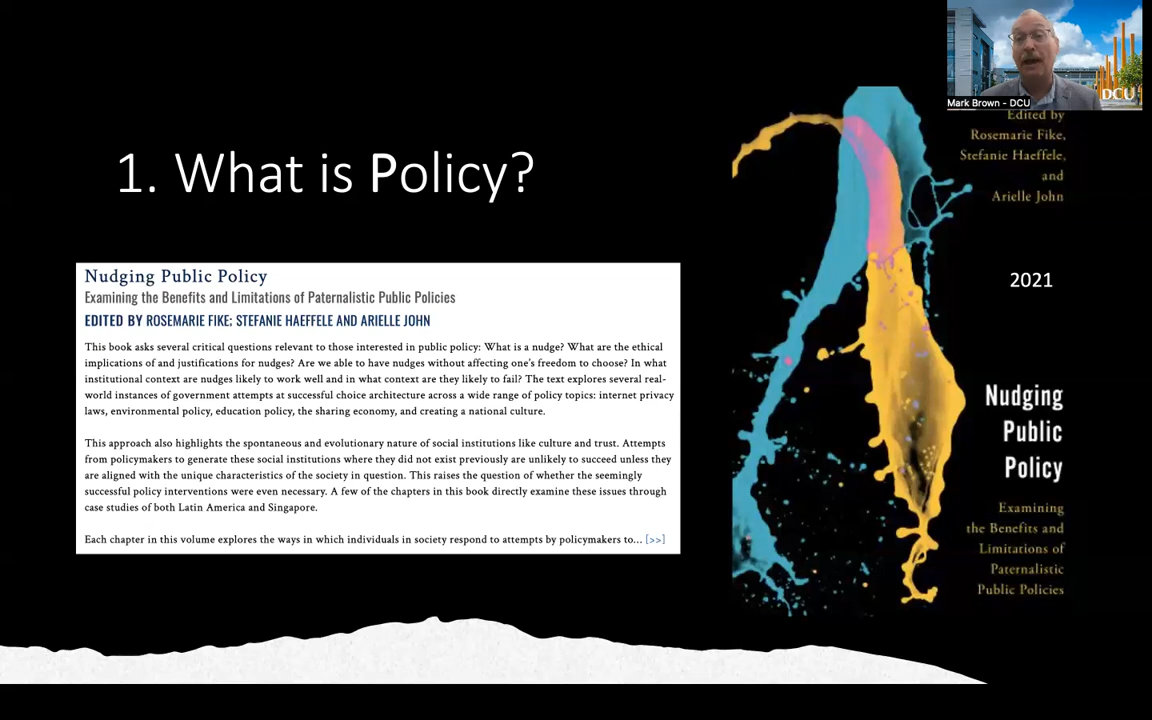 DCU
Mark Brown - DCU
1. What is Policy?
Nudging Public Policy
Examining the Benefits and Limitations of Paternalistic Public Policies
EDITED BY ROSEMARIE FIKE; STEFANIE HAEFFELE AND ARIELLE JOHN
This book asks several critical questions relevant to those interested in public policy: What is a nudge? What are the ethical
implications of and justifications for nudges? Are we able to have nudges without affecting one's freedom to choose? In what
institutional context are nudges likely to work well and in what context are they likely to fail? The text explores several real-
world instances of government attempts at successful choice architecture across a wide range of policy topics: internet privacy
laws, environmental policy, education policy, the sharing economy, and creating a national culture.
This approach also highlights the spontaneous and evolutionary nature of social institutions like culture and trust. Attempts
from policymakers to generate these social institutions where they did not exist previously are unlikely to succeed unless they
are aligned with the unique characteristics of the society in question. This raises the question of whether the seemingly
successful policy interventions were even necessary. A few of the chapters in this book directly examine these issues through
case studies of both Latin America and Singapore.
Each chapter in this volume explores the ways in which individuals in society respond to attempts by policymakers to... [>>]
Edited by
Rosemarie Fike,
Stefanie Haeffele,
and
Arielle John
2021
Nudging
Public
Policy
Examining
the Benefits and
Limitations of
Paternalistic
Public Policies